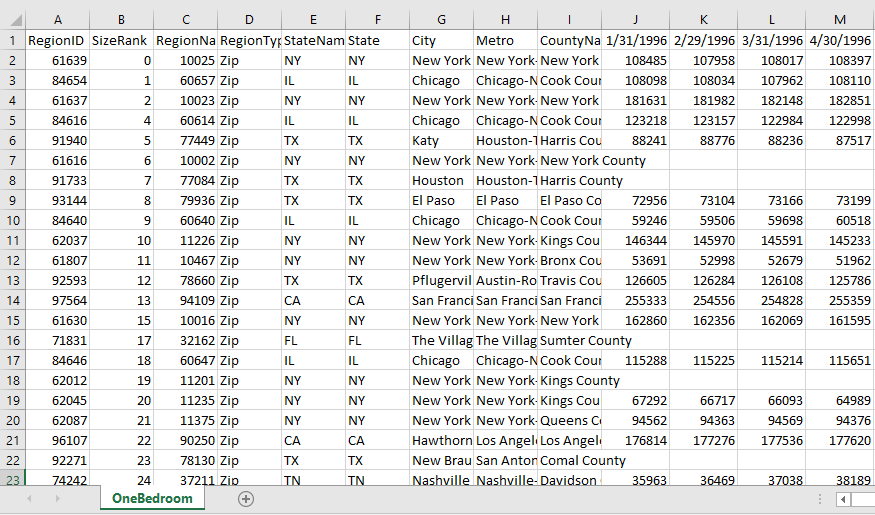 A B C D E F G H I J K L M
1 RegionID SizeRank RegionNa RegionTyp StateNam State City Metro CountyNa 1/31/1996 2/29/1996 3/31/1996 4/30/1996
2 61639 0 10025 Zip NY NY New York New York- New York 108485 107958 108017 108397
3 84654 1 60657 Zip IL IL Chicago Chicago-N Cook Cour 108098 108034 107962 108110
4 61637 2 10023 Zip NY NY New York New York- New York 181631 181982 182148 182851
5 84616 4 60614 Zip IL IL Chicago Chicago-N Cook Cour 123218 123157 122984 122998
6 91940 5 77449 Zip TX TX Katy Houston-T Harris Cou 88241 88776 88236 87517
7 61616 6 10002 Zip NY NY New York New York- New York County
8 91733 7 77084 Zip TX TX Houston Houston-T Harris County
9 93144 8 79936 Zip TX TX El Paso El Paso El Paso Co 72956 73104 73166 73199
10 84640 9 60640 Zip IL IL Chicago Chicago-N Cook Cour 59246 59506 59698 60518
11 62037 10 11226 Zip NY NY New York New York- Kings Cou 146344 145970 145591 145233
12 61807 11 10467 Zip NY NY New York New York- Bronx Cou 53691 52998 52679 51962
13 92593 12 78660 Zip TX TX Pflugervil Austin-Ro Travis Cou 126605 126284 126108 125786
14 97564 13 94109 Zip CA CA San Franci San Franci San Franci 255333 254556 254828 255359
15 61630 15 10016 Zip NY NY New York New York- New York 162860 162356 162069 161595
16 71831 17 32162 Zip FL FL The Villag The Villag Sumter County
17 84646 18 60647 Zip IL IL Chicago Chicago-N Cook Cour 115288 115225 115214 115651
18 62012 19 11201 Zip NY NY New York New York- Kings County
19 62045 20 11235 Zip NY NY New York New York- Kings Cou 67292 66717 66093 64989
20 62087 21 11375 Zip NY NY New York New York- Queens Co 94562 94363 94569 94376
21 96107 22 90250 Zip CA CA Hawthorn Los Angele Los Angele 176814 177276 177536 177620
22 92271 23 78130 Zip TX TX New Brau San Anton Comal County
23 74242 24 37211 Zip TN TN Nashville Nashville- Davidson 35963 36469 37038 38189
OneBedroom